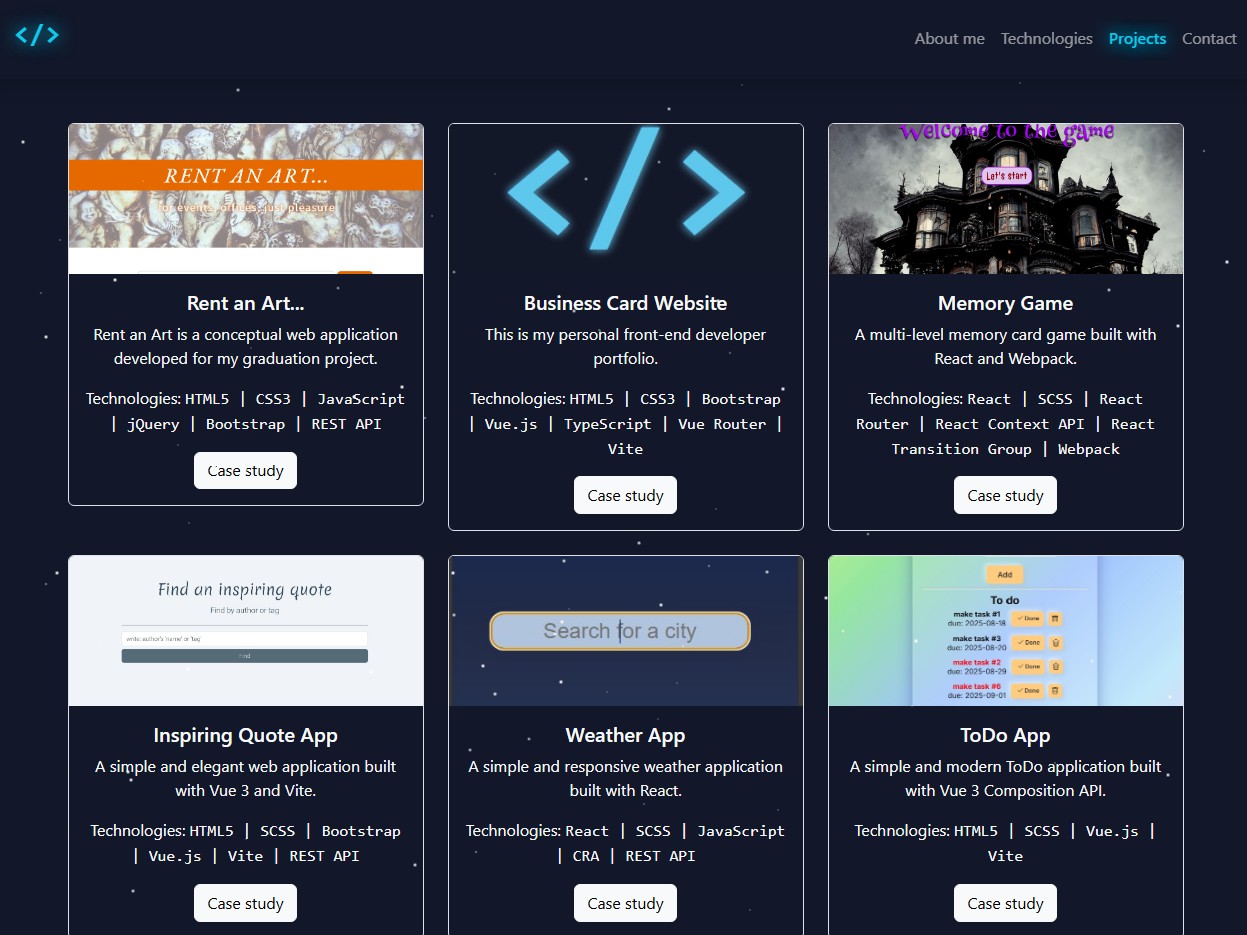 </>
About me Technologies Projects Contact
RENT AN ART...
for events, offices, just pleasure
Rent an Art...
Rent an Art is a conceptual web application
developed for my graduation project.
Technologies: HTML5 | CSS3 | JavaScript
| jQuery | Bootstrap | REST API
Case study
</>
Business Card Website
This is my personal front-end developer
portfolio.
Technologies: HTML5 | CSS3 | Bootstrap
| Vue.js | TypeScript | Vue Router |
Vite
Case study
Welcome to the game
Let's start
Memory Game
A multi-level memory card game built with
React and Webpack.
Technologies: React | SCSS | React
Router | React Context API | React
Transition Group | Webpack
Case study
Find an inspiring quote
Find by author or tag
write: author's 'name' or 'tag'
Find
Inspiring Quote App
A simple and elegant web application built
with Vue 3 and Vite.
Technologies: HTML5 | SCSS | Bootstrap
| Vue.js | Vite | REST API
Case study
Search for a city
Weather App
A simple and responsive weather application
built with React.
Technologies: React | SCSS | JavaScript
| CRA | REST API
Case study
Add
To do
make task #1
due: 2025-08-18
Done
make task #3
due: 2025-08-20
Done
make task #2
due: 2025-08-29
Done
make task #6
due: 2025-09-01
Done
ToDo App
A simple and modern ToDo application built
with Vue 3 Composition API.
Technologies: HTML5 | SCSS | Vue.js |
Vite
Case study